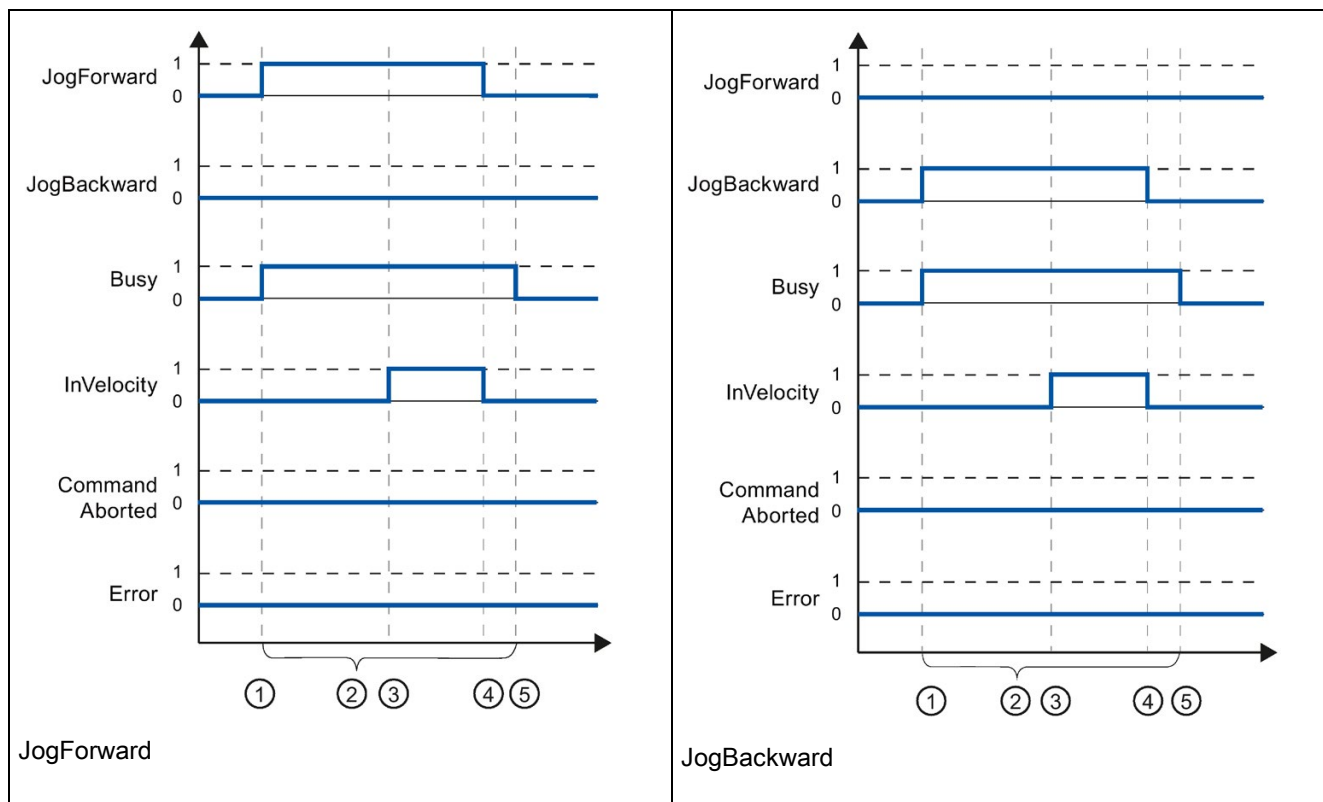 JogForward
1
0
JogBackward
1
0
Busy
1
0
InVelocity
1
0
Command
Aborted
1
0
Error
1
0
① ② ③ ④ ⑤
JogForward
JogForward
1
0
JogBackward
1
0
Busy
1
0
InVelocity
1
0
Command
Aborted
1
0
Error
1
0
① ② ③ ④ ⑤
JogBackward